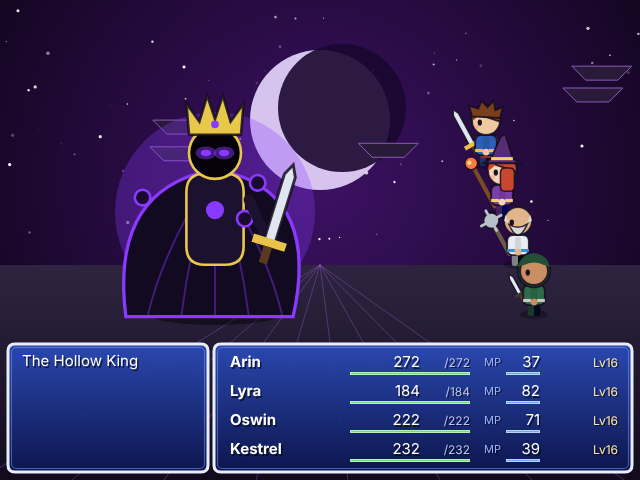 The Hollow King
Arin 272 /272 MP 37 Lv16
Lyra 184 /184 MP 82 Lv16
Oswin 222 /222 MP 71 Lv16
Kestrel 232 /232 MP 39 Lv16